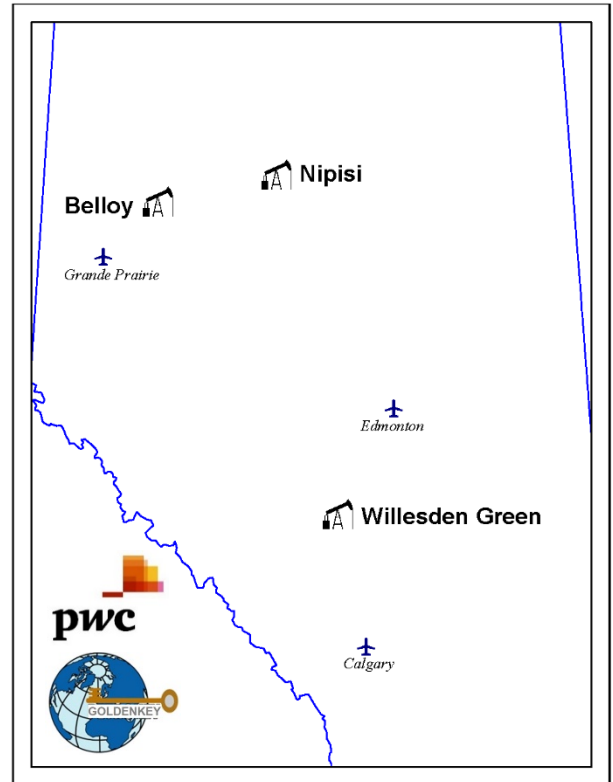 Nipisi
Belloy
Grande Prairie
Edmonton
Willesden Green
pwc
Calgary
GOLDENKEY